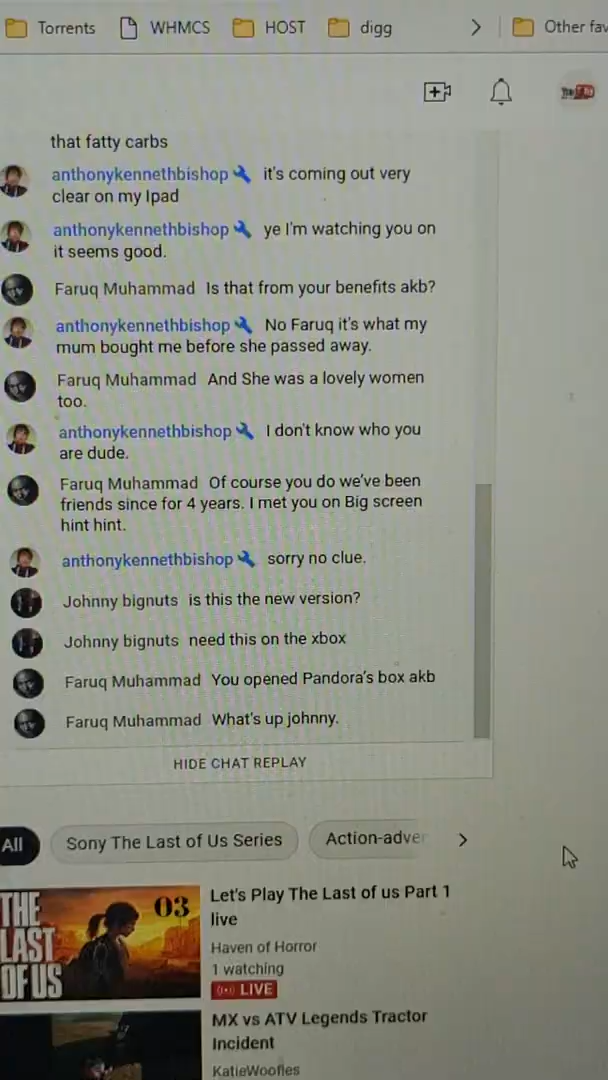 Torrents WHMCS HOST digg Other fav
that fatty carbs
anthonykennethbishop it's coming out very
clear on my Ipad
anthonykennethbishop ye I'm watching you on
it seems good.
Faruq Muhammad Is that from your benefits akb?
anthonykennethbishop No Faruq it's what my
mum bought me before she passed away.
Faruq Muhammad And She was a lovely women
too.
anthonykennethbishop I don't know who you
are dude.
Faruq Muhammad Of course you do we've been
friends since for 4 years. I met you on Big screen
hint hint.
anthonykennethbishop sorry no clue.
Johnny bignuts is this the new version?
Johnny bignuts need this on the xbox
Faruq Muhammad You opened Pandora's box akb
Faruq Muhammad What's up johnny.
HIDE CHAT REPLAY
All Sony The Last of Us Series Action-adver
THE
LAST
OF US
03
Let's Play The Last of us Part 1
live
Haven of Horror
1 watching
LIVE
MX vs ATV Legends Tractor
Incident
KatieWoofles